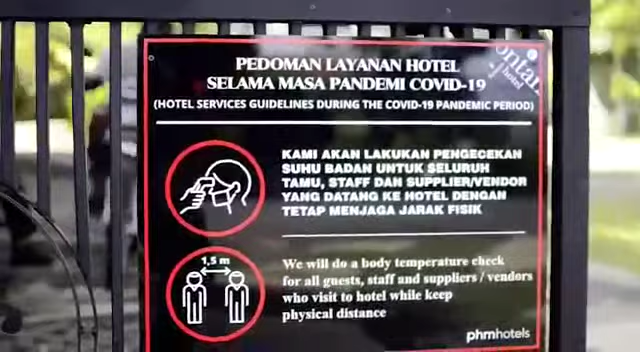 PEDOMAN LAYANAN HOTEL
SELAMA MASA PANDEMI COVID-19
(HOTEL SERVICES GUIDELINES DURING THE COVID-19 PANDEMIC PERIOD)
KAMI AKAN LAKUKAN PENGECEKAN
SUHU BADAN UNTUK SELURUH
TAMU, STAFF DAN SUPPLIER/VENDOR
YANG DATANG KE HOTEL DENGAN
TETAP MENJAGA JARAK FISIK
1,5 m
We will do a body temperature check
for all guests, staff and suppliers / vendors
who visit to hotel while keep
physical distance
phmhotels
hotel